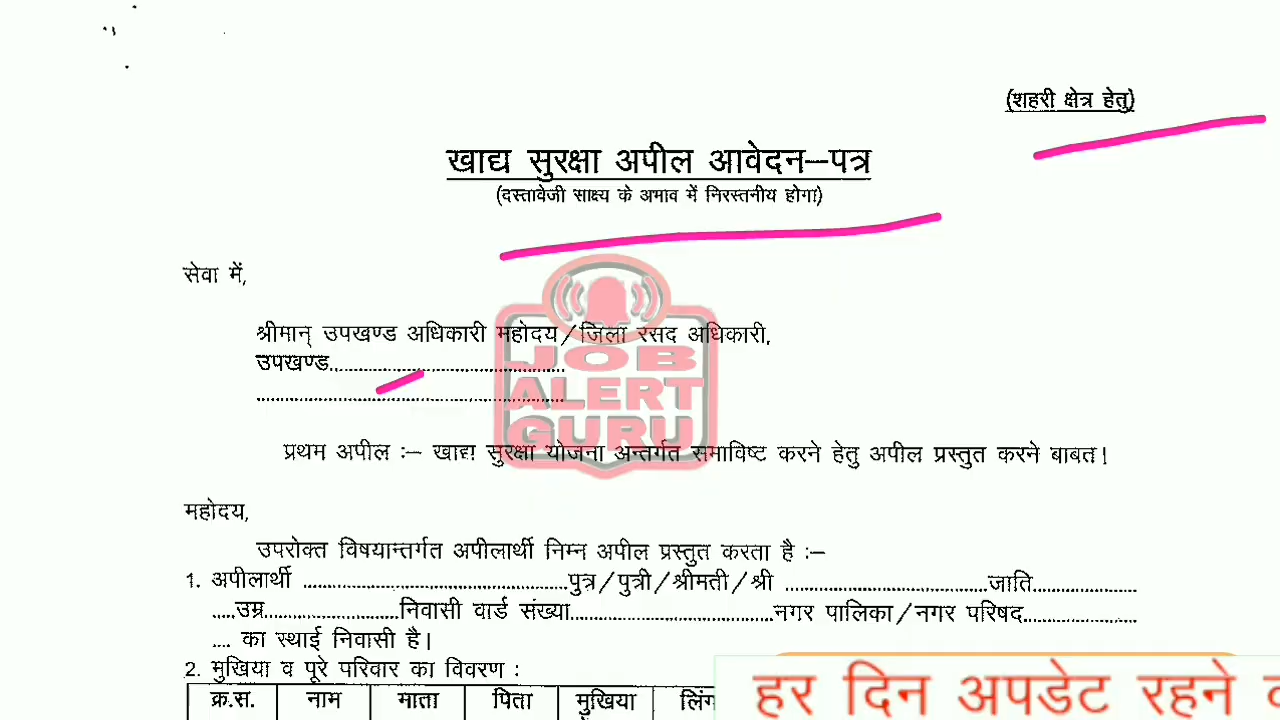 (शहरी क्षेत्र हेतु)
खाद्य सुरक्षा अपील आवेदन–पत्र
(दस्तावेजी साक्ष्य के अभाव में निरस्तनीय होगा)
सेवा में,
श्रीमान् उपखण्ड अधिकारी महोदय/जिला रसद अधिकारी,
उपखण्ड........................................
........................................................
JOB
ALERT
GURU
प्रथम अपील :– खाद्य सुरक्षा योजना अन्तर्गत समाविष्ट करने हेतु अपील प्रस्तुत करने बाबत।
महोदय,
उपरोक्त विषयान्तर्गत अपीलार्थी निम्न अपील प्रस्तुत करता है :–
1. अपीलार्थी ................................................पुत्र/पुत्री/श्रीमती/श्री .....................................जाति...................
....उम्र.........................निवासी वार्ड संख्या.....................................नगर पालिका/नगर परिषद.....................
.... का स्थाई निवासी है।
2. मुखिया व पूरे परिवार का विवरण :
क्र.स. नाम माता पिता मुखिया लिंग
हर दिन अपडेट रहने